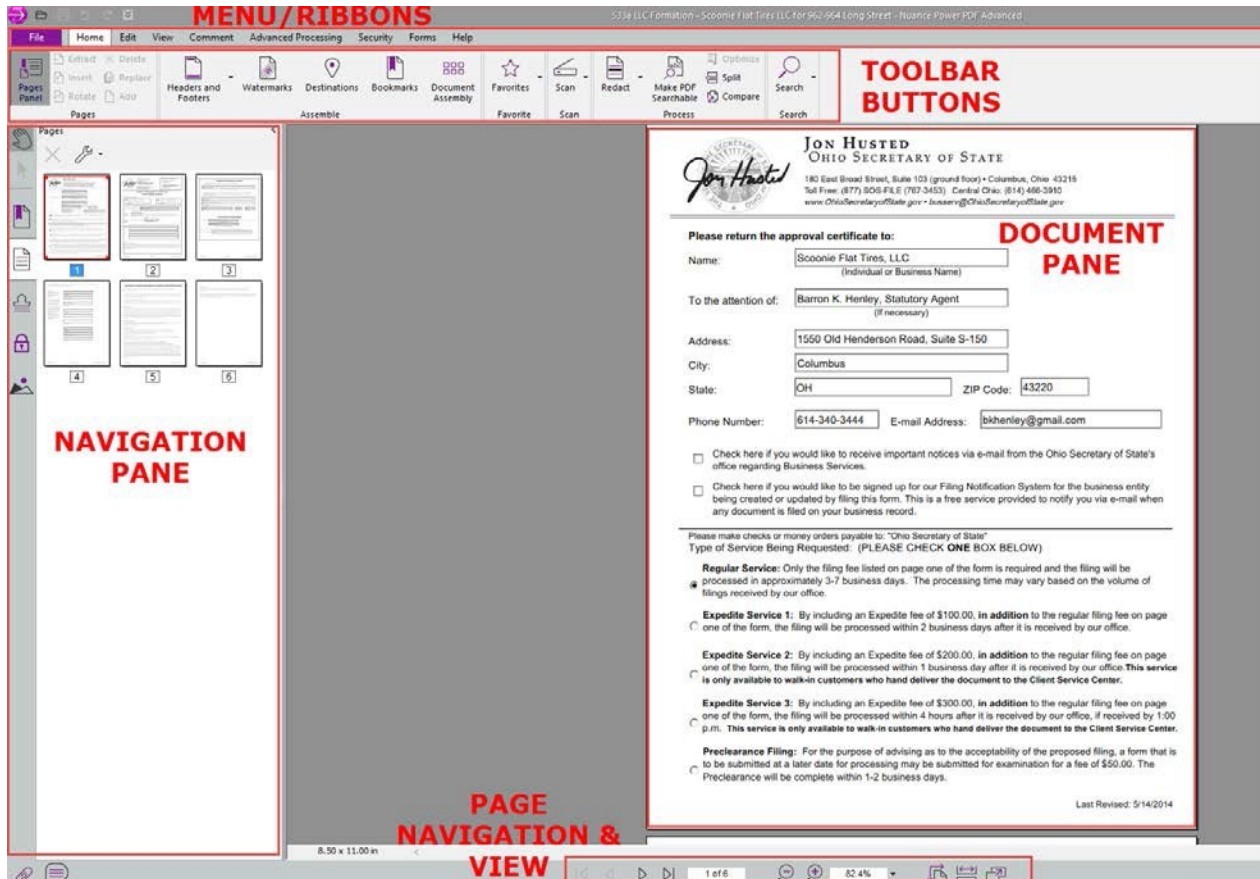 MENU/RIBBONS
533a LLC Formation - Scoonie Flat Tires LLC for 962-964 Long Street - Nuance Power PDF Advanced
File Home Edit View Comment Advanced Processing Security Forms Help
Pages Panel
Extract Delete
Insert Replace
Rotate Add
Headers and Footers
Watermarks
Destinations
Bookmarks
Document Assembly
Favorites
Scan
Redact
Make PDF Searchable
Optimize
Split
Compare
Search
Pages Assemble Favorite Scan Process Search
TOOLBAR
BUTTONS
Pages
1 2 3
4 5 6
NAVIGATION
PANE
JON HUSTED
OHIO SECRETARY OF STATE
Jon Husted
180 East Broad Street, Suite 103 (ground floor) • Columbus, Ohio 43215
Toll Free: (877) SOS-FILE (767-3453) Central Ohio: (614) 466-3910
www.OhioSecretaryofState.gov • busserv@OhioSecretaryofState.gov
DOCUMENT
PANE
Please return the approval certificate to:
Name: Scoonie Flat Tires, LLC
(Individual or Business Name)
To the attention of: Barron K. Henley, Statutory Agent
(If necessary)
Address: 1550 Old Henderson Road, Suite S-150
City: Columbus
State: OH ZIP Code: 43220
Phone Number: 614-340-3444 E-mail Address: bkhenley@gmail.com
Check here if you would like to receive important notices via e-mail from the Ohio Secretary of State's
office regarding Business Services.
Check here if you would like to be signed up for our Filing Notification System for the business entity
being created or updated by filing this form. This is a free service provided to notify you via e-mail when
any document is filed on your business record.
Please make checks or money orders payable to: "Ohio Secretary of State"
Type of Service Being Requested: (PLEASE CHECK ONE BOX BELOW)
Regular Service: Only the filing fee listed on page one of the form is required and the filing will be
processed in approximately 3-7 business days. The processing time may vary based on the volume of
filings received by our office.
Expedite Service 1: By including an Expedite fee of $100.00, in addition to the regular filing fee on page
one of the form, the filing will be processed within 2 business days after it is received by our office.
Expedite Service 2: By including an Expedite fee of $200.00, in addition to the regular filing fee on page
one of the form, the filing will be processed within 1 business day after it is received by our office.This service
is only available to walk-in customers who hand deliver the document to the Client Service Center.
Expedite Service 3: By including an Expedite fee of $300.00, in addition to the regular filing fee on page
one of the form, the filing will be processed within 4 hours after it is received by our office, if received by 1:00
p.m. This service is only available to walk-in customers who hand deliver the document to the Client Service Center.
Preclearance Filing: For the purpose of advising as to the acceptability of the proposed filing, a form that is
to be submitted at a later date for processing may be submitted for examination for a fee of $50.00. The
Preclearance will be complete within 1-2 business days.
Last Revised: 5/14/2014
PAGE
NAVIGATION &
VIEW
8.50 x 11.00 in
1 of 6
82.4%